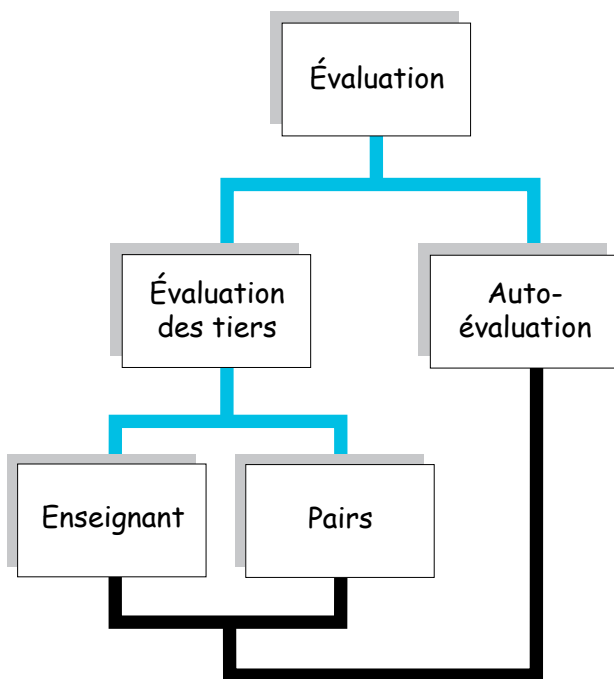 Évaluation
Évaluation
des tiers
Auto-
évaluation
Enseignant
Pairs